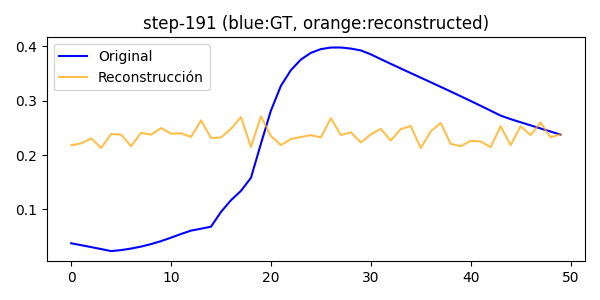 step-191 (blue:GT, orange:reconstructed)
Original
Reconstrucción
0.4
0.3
0.2
0.1
0 10 20 30 40 50